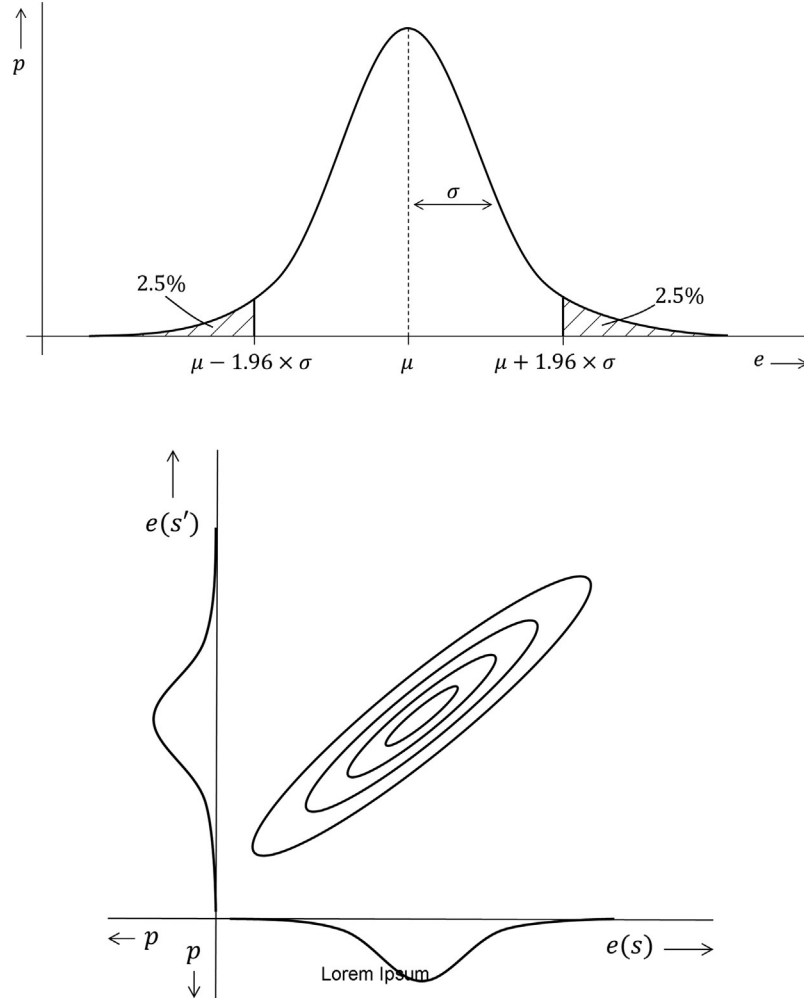 p
σ
2.5%
2.5%
μ − 1.96 × σ
μ
μ + 1.96 × σ
e
e(s′)
p
p
e(s)
Lorem Ipsum